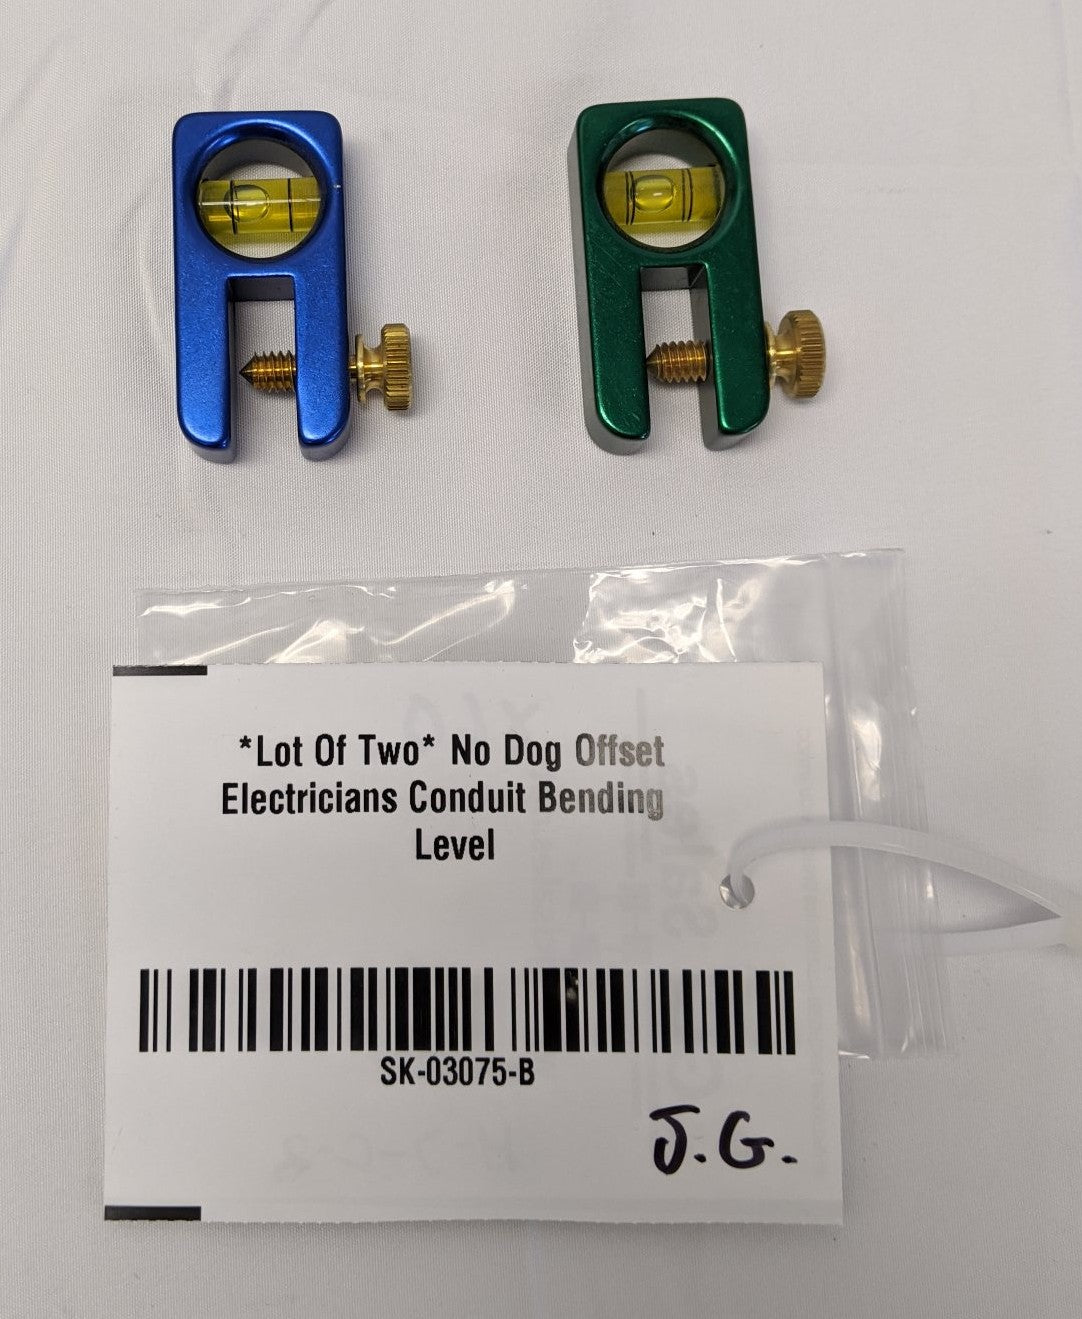 *Lot Of Two* No Dog Offset
Electricians Conduit Bending
Level
SK-03075-B
J.G.